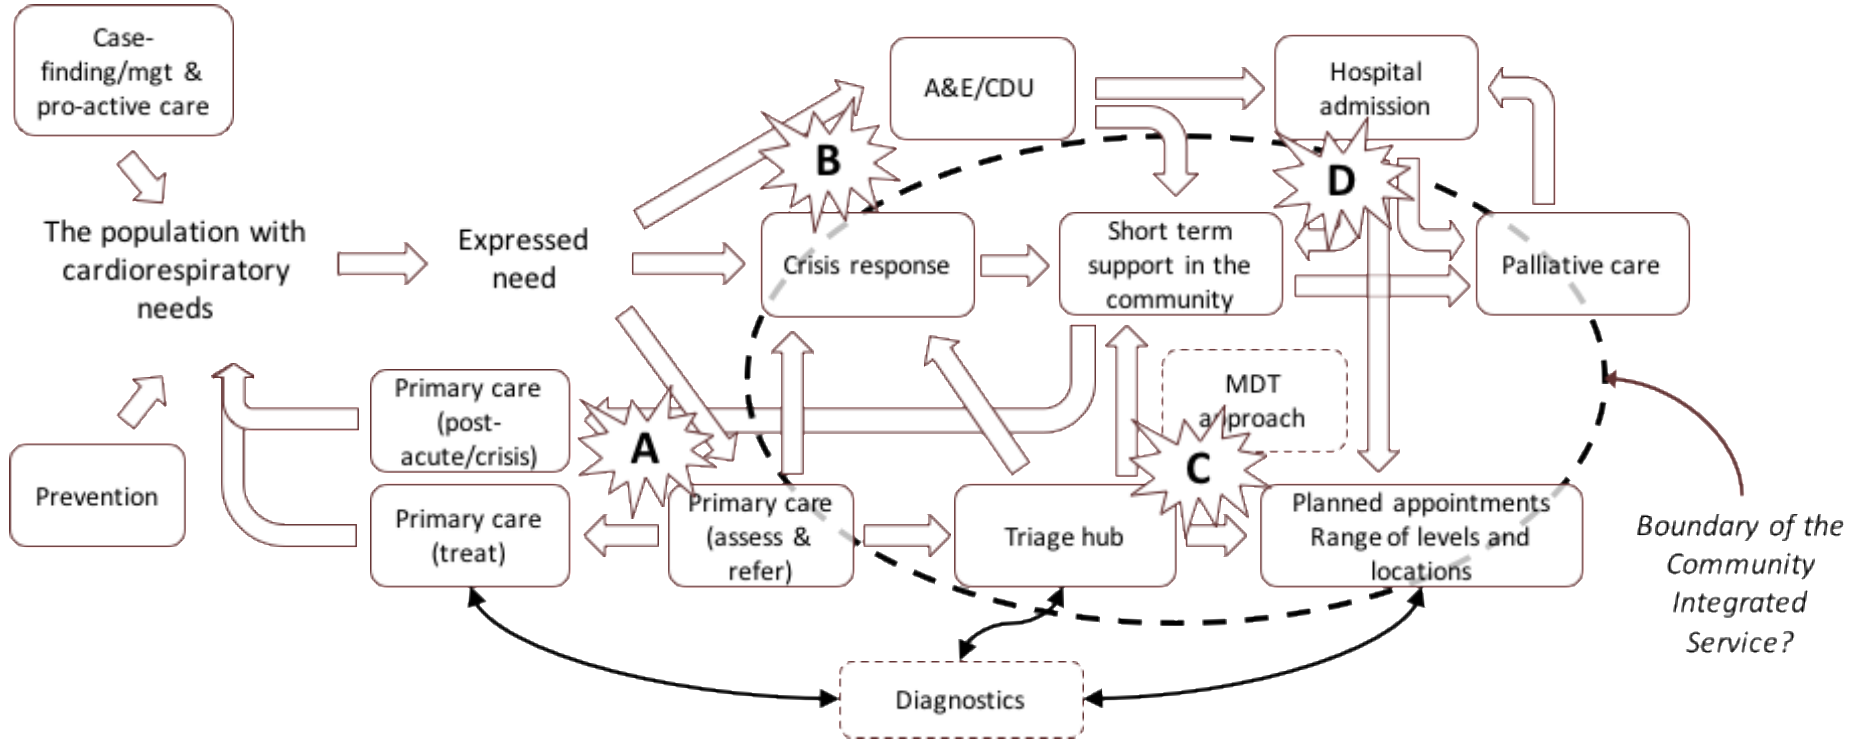 Case-
finding/mgt &
pro-active care
A&E/CDU
Hospital
admission
B
D
The population with
cardiorespiratory
needs
Expressed
need
Crisis response
Short term
support in the
community
Palliative care
Primary care
(post-
acute/crisis)
A
MDT
approach
C
Prevention
Primary care
(treat)
Primary care
(assess &
refer)
Triage hub
Planned appointments
Range of levels and
locations
Boundary of the
Community
Integrated
Service?
Diagnostics